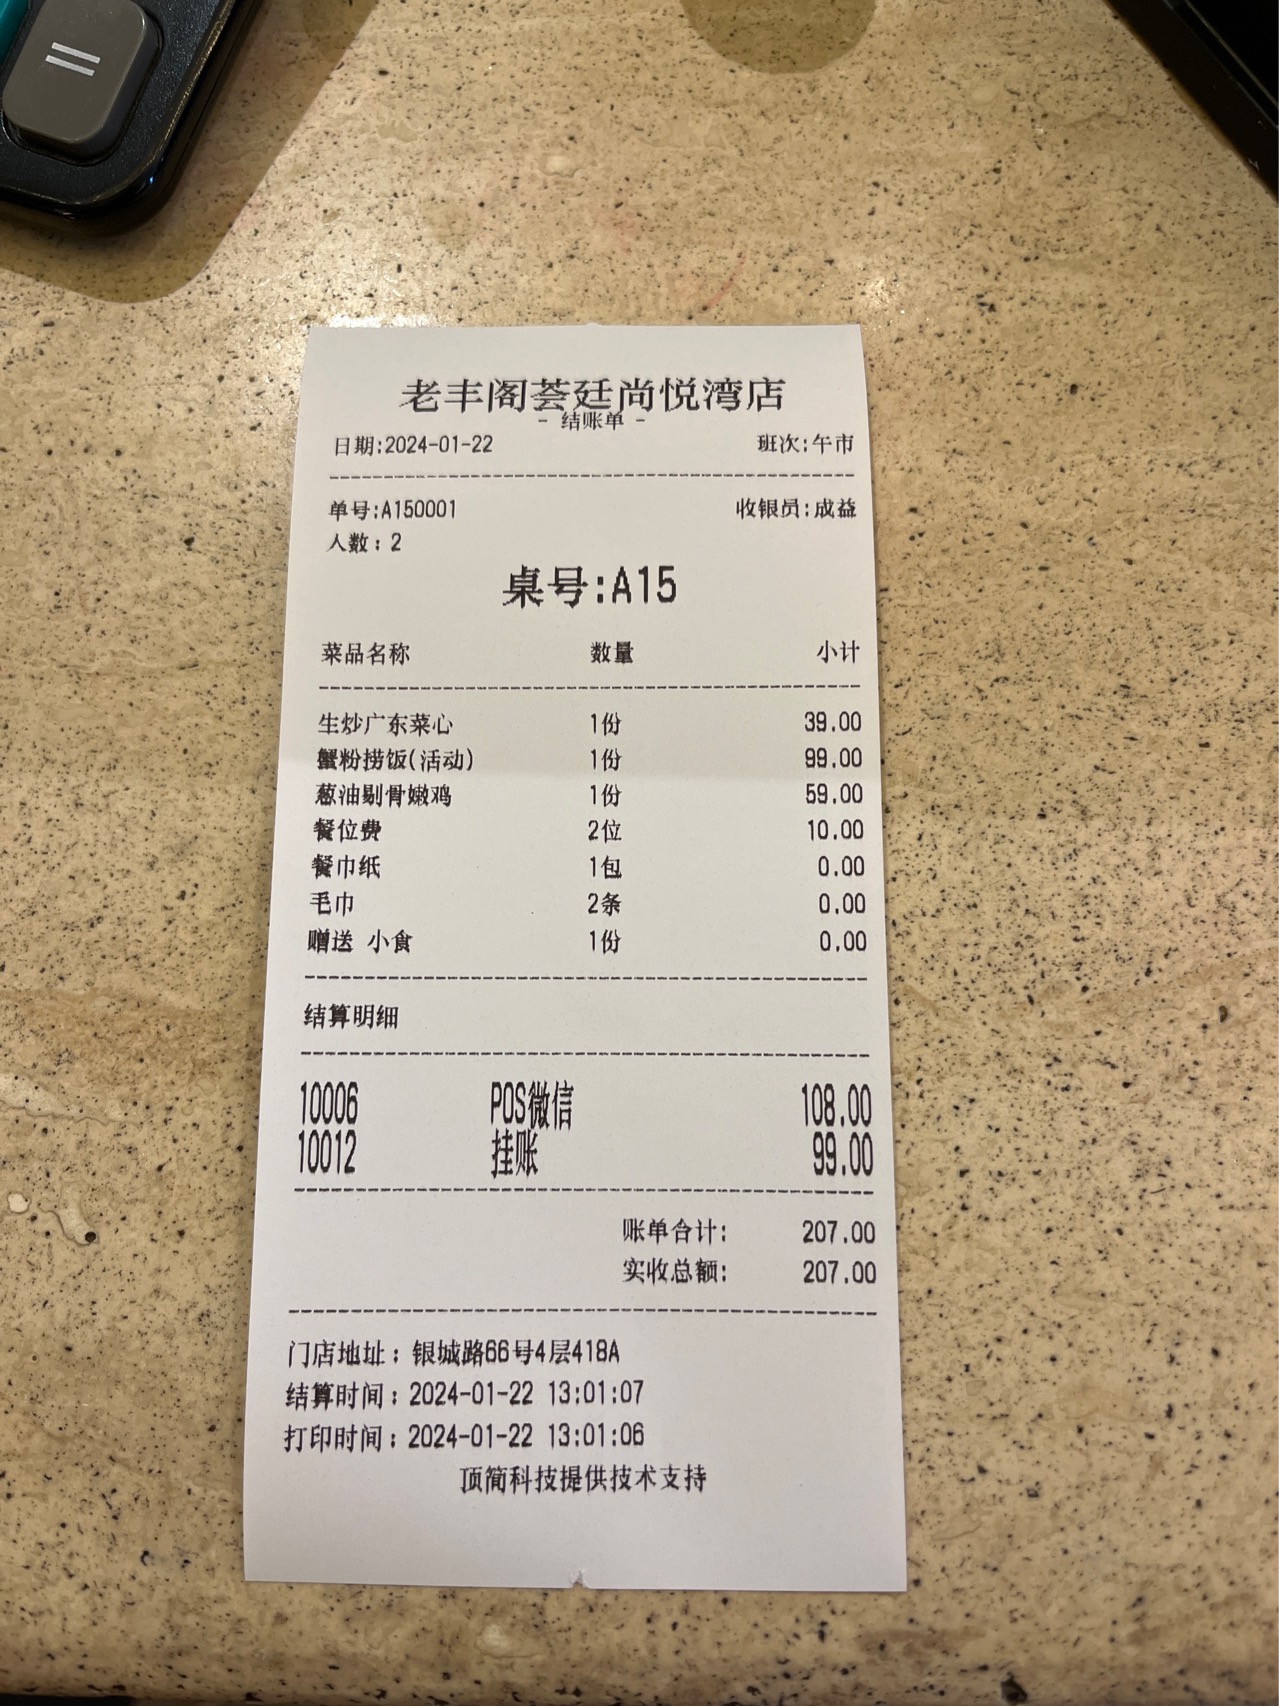 老丰阁荟廷尚悦湾店
- 结账单 -
日期:2024-01-22 班次:午市
单号:A150001 收银员:成益
人数: 2
桌号:A15
菜品名称 数量 小计
生炒广东菜心 1份 39.00
蟹粉捞饭(活动) 1份 99.00
葱油剔骨嫩鸡 1份 59.00
餐位费 2位 10.00
餐巾纸 1包 0.00
毛巾 2条 0.00
赠送 小食 1份 0.00
结算明细
10006 POS微信 108.00
10012 挂账 99.00
账单合计: 207.00
实收总额: 207.00
门店地址: 银城路66号4层418A
结算时间: 2024-01-22 13:01:07
打印时间: 2024-01-22 13:01:06
顶简科技提供技术支持